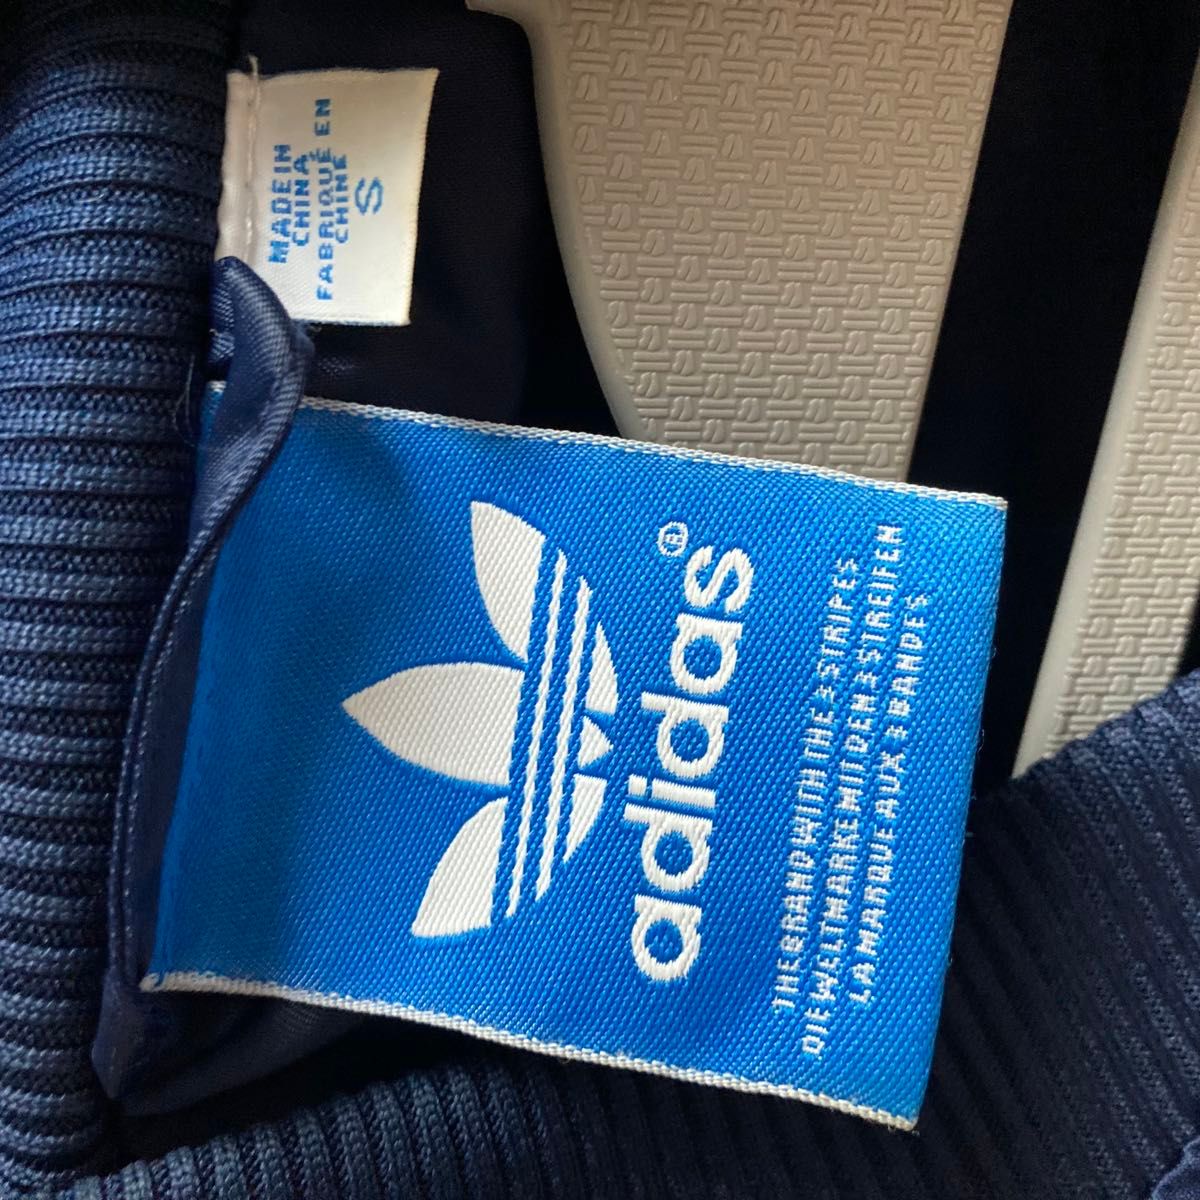 MADE IN
CHINA
FABRIQUÉ EN
CHINE
S
adidas®
THE BRAND WITH THE 3 STRIPES
DIE WELTMARKE MIT DEN 3 STREIFEN
LA MARQUE AUX 3 BANDES